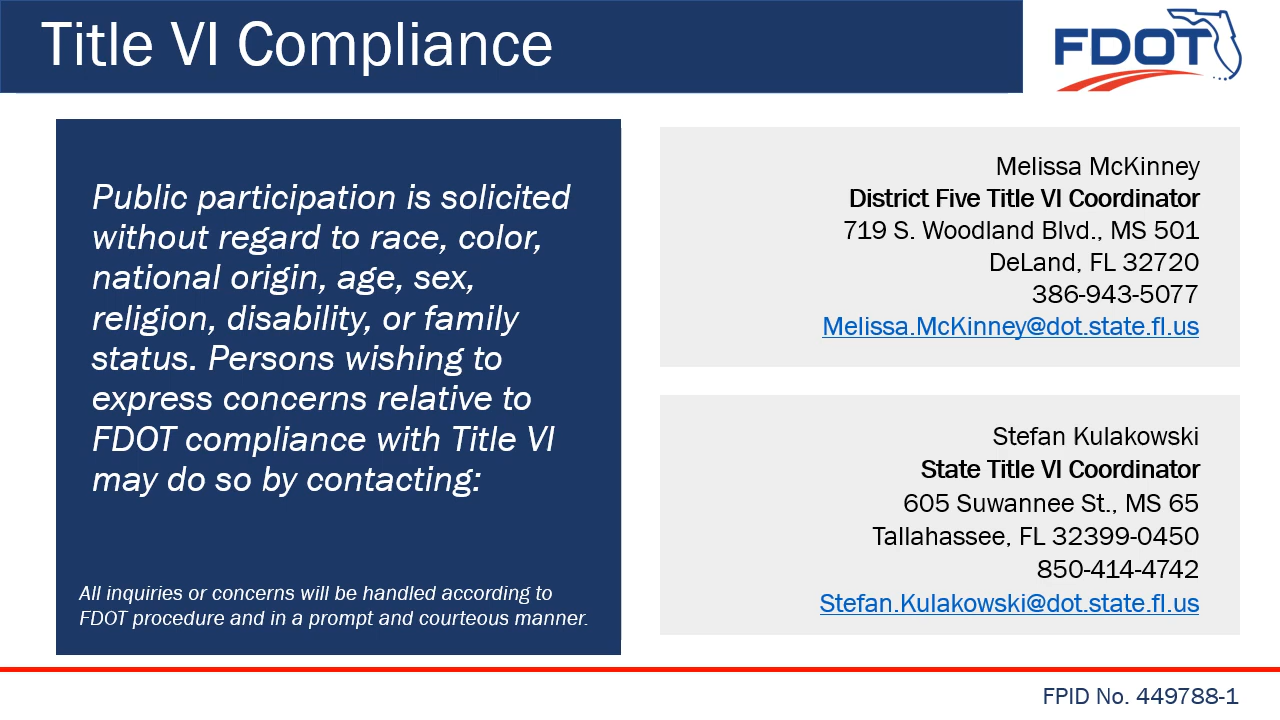 Title VI Compliance
FDOT
Public participation is solicited
without regard to race, color,
national origin, age, sex,
religion, disability, or family
status. Persons wishing to
express concerns relative to
FDOT compliance with Title VI
may do so by contacting:
All inquiries or concerns will be handled according to
FDOT procedure and in a prompt and courteous manner.
Melissa McKinney
District Five Title VI Coordinator
719 S. Woodland Blvd., MS 501
DeLand, FL 32720
386-943-5077
Melissa.McKinney@dot.state.fl.us
Stefan Kulakowski
State Title VI Coordinator
605 Suwannee St., MS 65
Tallahassee, FL 32399-0450
850-414-4742
Stefan.Kulakowski@dot.state.fl.us
FPID No. 449788-1